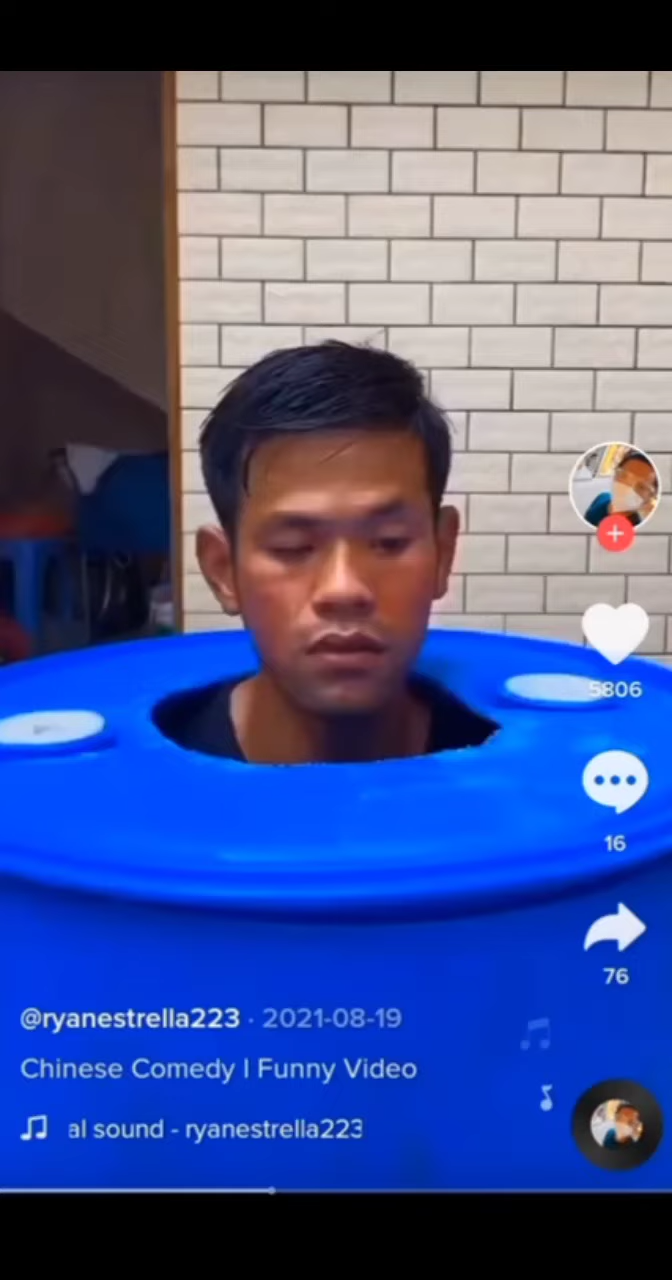 5806
16
76
@ryanestrella223 · 2021-08-19
Chinese Comedy | Funny Video
al sound - ryanestrella223